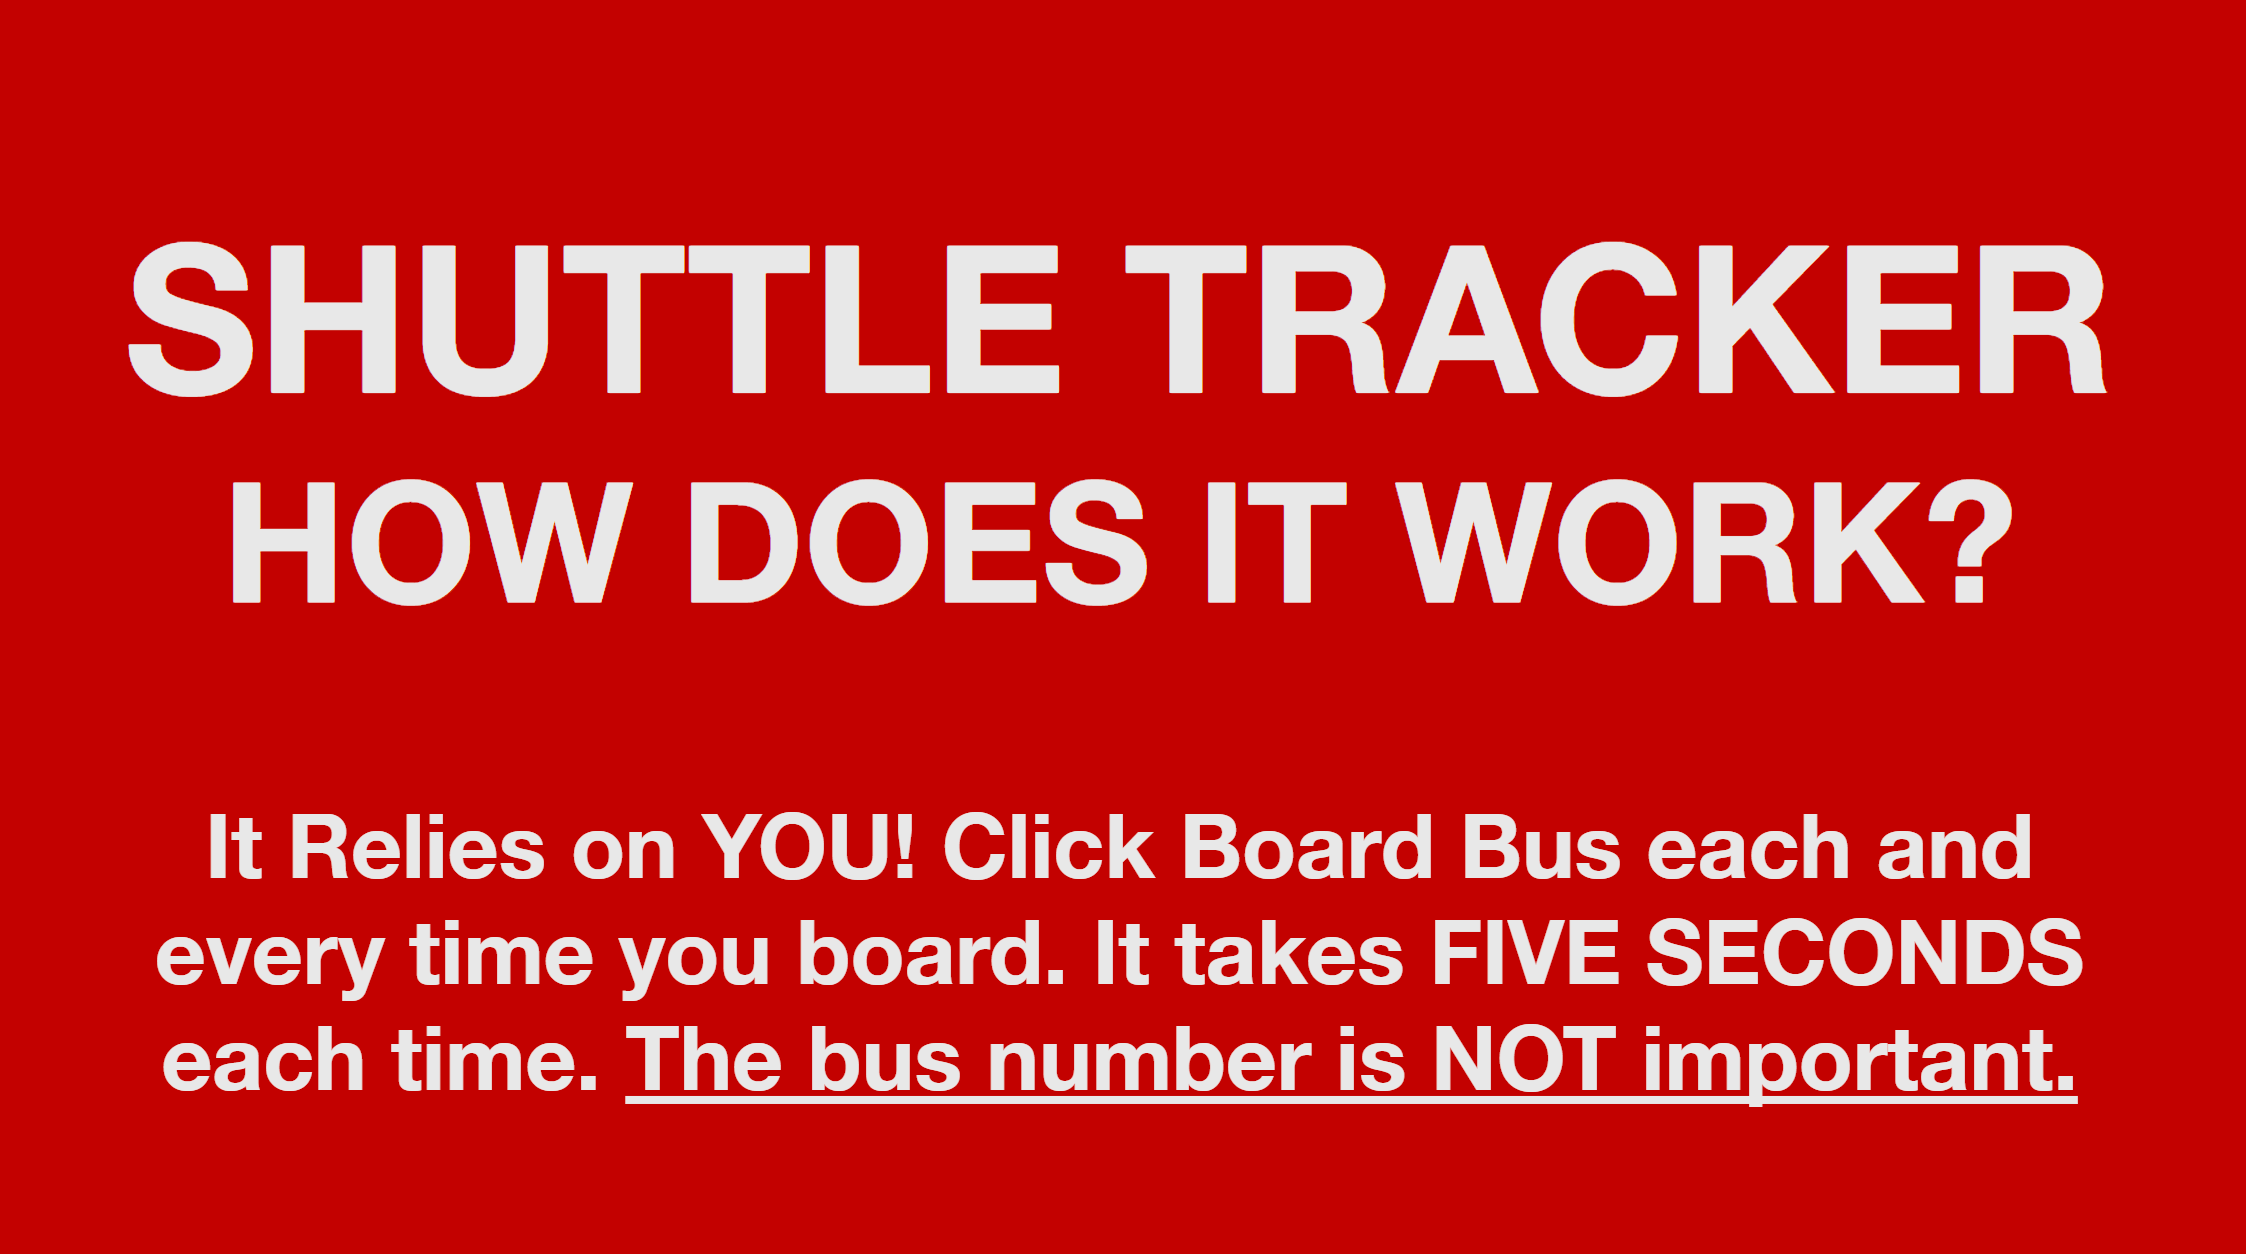 SHUTTLE TRACKER
HOW DOES IT WORK?
It Relies on YOU! Click Board Bus each and
every time you board. It takes FIVE SECONDS
each time. The bus number is NOT important.